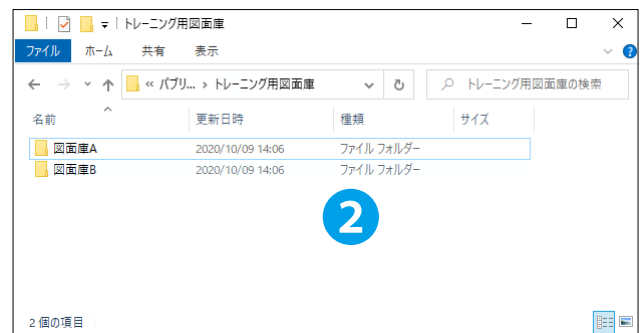 トレーニング用図面庫
ファイル ホーム 共有 表示
« パブリ... › トレーニング用図面庫 トレーニング用図面庫の検索
名前 更新日時 種類 サイズ
図面庫A 2020/10/09 14:06 ファイル フォルダー
図面庫B 2020/10/09 14:06 ファイル フォルダー
2
2 個の項目